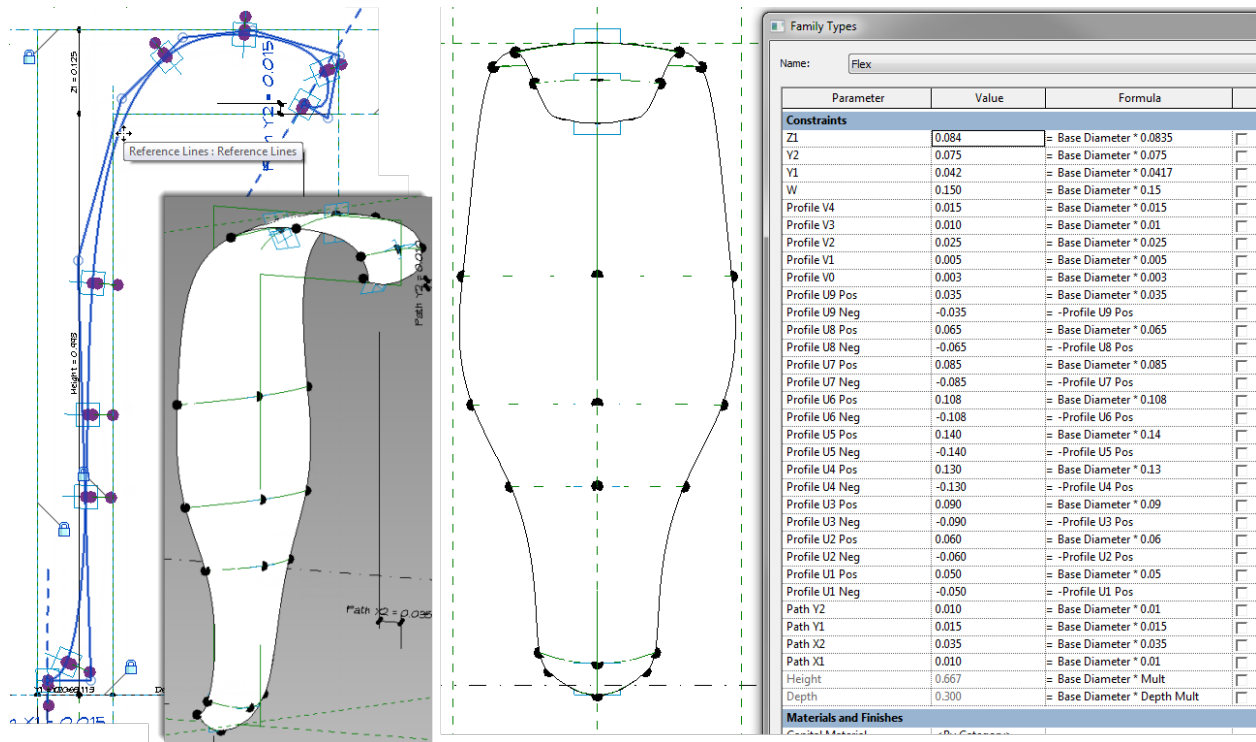 Z1 = 0.125
Y2 = 0.015
Reference Lines : Reference Lines
Height = 0.998
Path X2 = 0.035
X1 = 0.015
Family Types
Name:
Flex
Parameter Value Formula
Constraints
Z1 0.084 = Base Diameter * 0.0835
Y2 0.075 = Base Diameter * 0.075
Y1 0.042 = Base Diameter * 0.0417
W 0.150 = Base Diameter * 0.15
Profile V4 0.015 = Base Diameter * 0.015
Profile V3 0.010 = Base Diameter * 0.01
Profile V2 0.025 = Base Diameter * 0.025
Profile V1 0.005 = Base Diameter * 0.005
Profile V0 0.003 = Base Diameter * 0.003
Profile U9 Pos 0.035 = Base Diameter * 0.035
Profile U9 Neg -0.035 = -Profile U9 Pos
Profile U8 Pos 0.065 = Base Diameter * 0.065
Profile U8 Neg -0.065 = -Profile U8 Pos
Profile U7 Pos 0.085 = Base Diameter * 0.085
Profile U7 Neg -0.085 = -Profile U7 Pos
Profile U6 Pos 0.108 = Base Diameter * 0.108
Profile U6 Neg -0.108 = -Profile U6 Pos
Profile U5 Pos 0.140 = Base Diameter * 0.14
Profile U5 Neg -0.140 = -Profile U5 Pos
Profile U4 Pos 0.130 = Base Diameter * 0.13
Profile U4 Neg -0.130 = -Profile U4 Pos
Profile U3 Pos 0.090 = Base Diameter * 0.09
Profile U3 Neg -0.090 = -Profile U3 Pos
Profile U2 Pos 0.060 = Base Diameter * 0.06
Profile U2 Neg -0.060 = -Profile U2 Pos
Profile U1 Pos 0.050 = Base Diameter * 0.05
Profile U1 Neg -0.050 = -Profile U1 Pos
Path Y2 0.010 = Base Diameter * 0.01
Path Y1 0.015 = Base Diameter * 0.015
Path X2 0.035 = Base Diameter * 0.035
Path X1 0.010 = Base Diameter * 0.01
Height 0.667 = Base Diameter * Mult
Depth 0.300 = Base Diameter * Depth Mult
Materials and Finishes